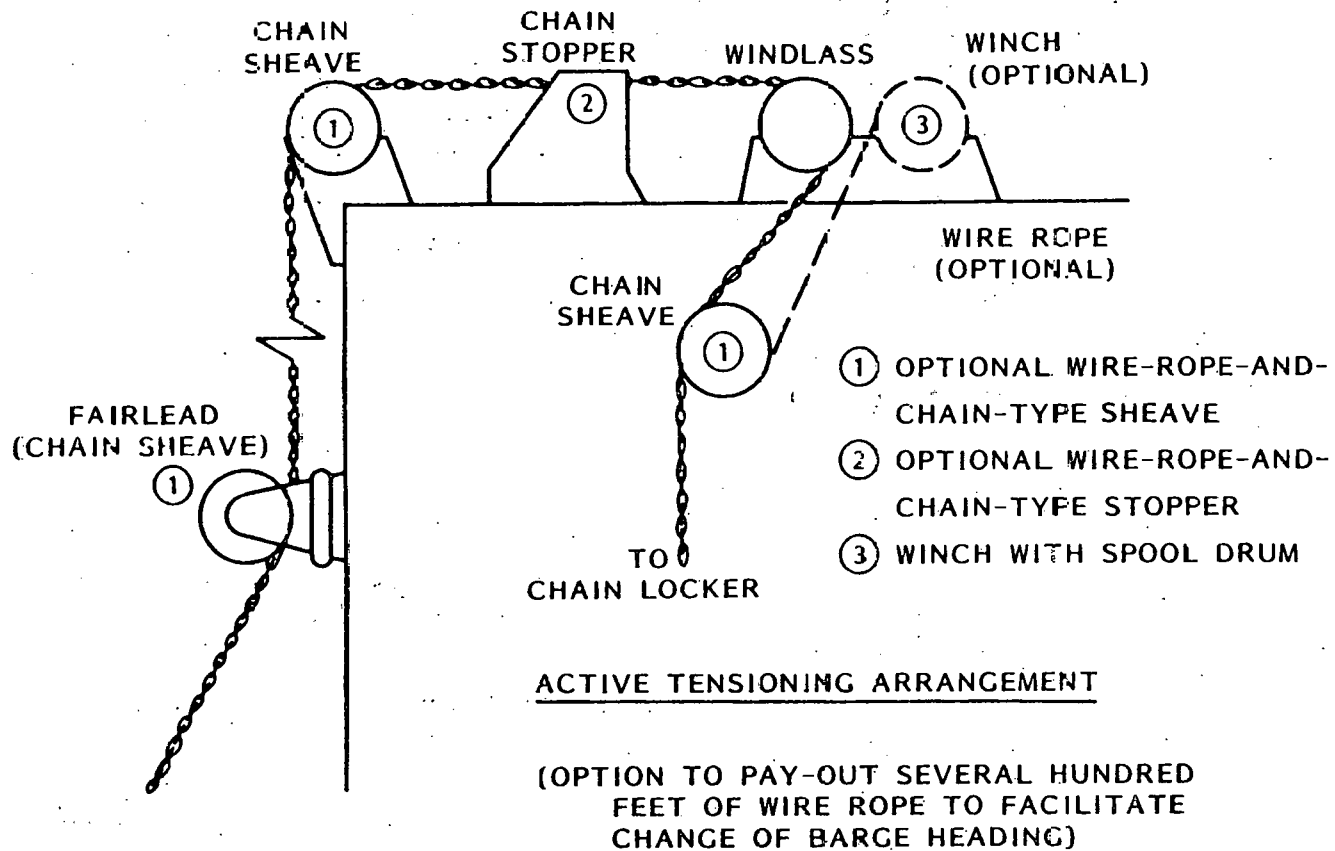 CHAIN
SHEAVE
CHAIN
STOPPER
WINDLASS
WINCH
(OPTIONAL)
1
2
3
WIRE ROPE
(OPTIONAL)
CHAIN
SHEAVE
1
FAIRLEAD
(CHAIN SHEAVE)
1
TO
CHAIN LOCKER
1 OPTIONAL WIRE-ROPE-AND-
CHAIN-TYPE SHEAVE
2 OPTIONAL WIRE-ROPE-AND-
CHAIN-TYPE STOPPER
3 WINCH WITH SPOOL DRUM
ACTIVE TENSIONING ARRANGEMENT
(OPTION TO PAY-OUT SEVERAL HUNDRED
FEET OF WIRE ROPE TO FACILITATE
CHANGE OF BARGE HEADING)